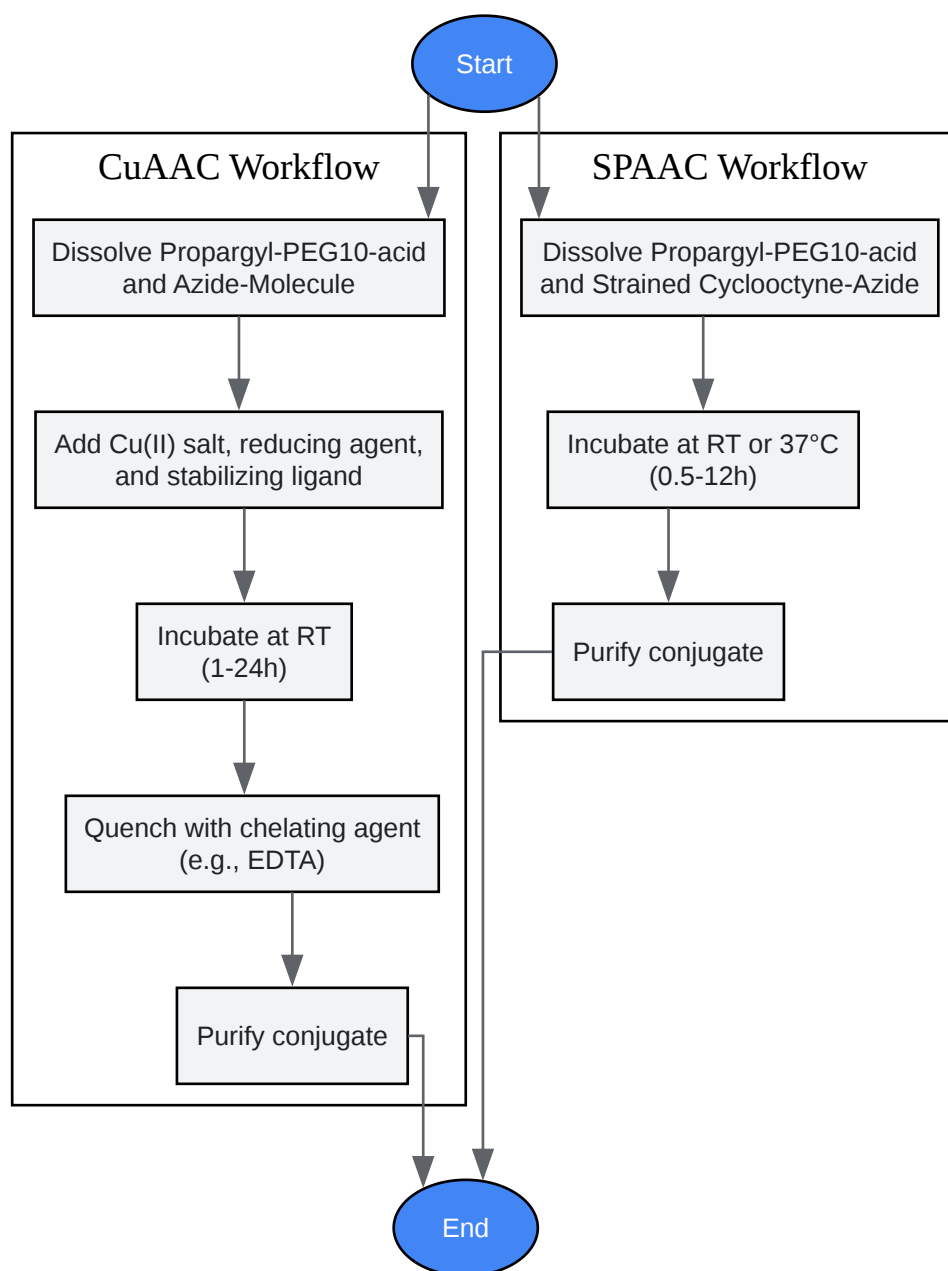 Start
CuAAC Workflow
Dissolve Propargyl-PEG10-acid
and Azide-Molecule
Add Cu(II) salt, reducing agent,
and stabilizing ligand
Incubate at RT
(1-24h)
Quench with chelating agent
(e.g., EDTA)
Purify conjugate
SPAAC Workflow
Dissolve Propargyl-PEG10-acid
and Strained Cyclooctyne-Azide
Incubate at RT or 37°C
(0.5-12h)
Purify conjugate
End